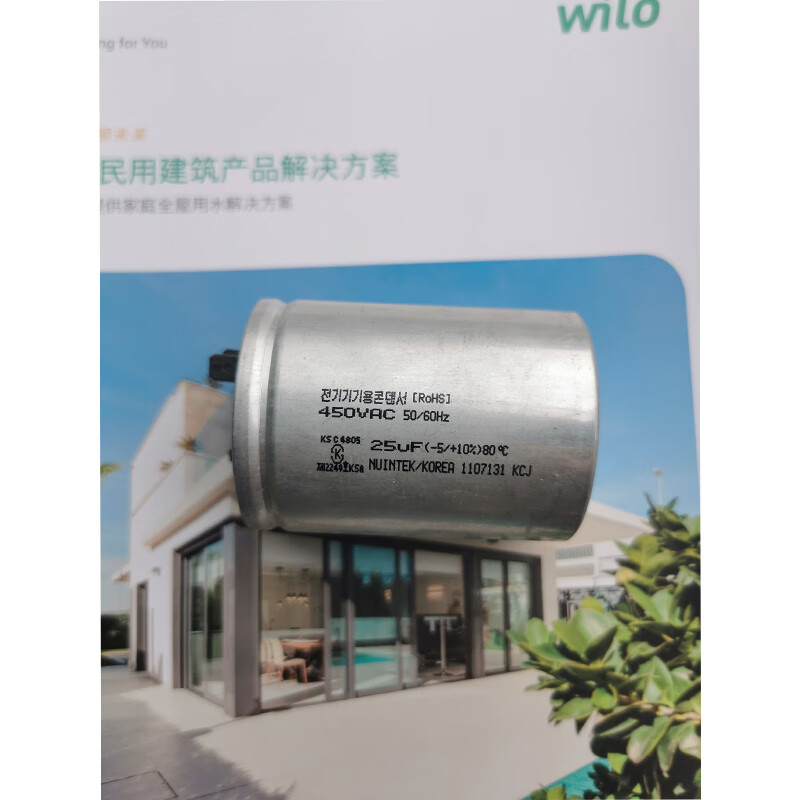 wilo
ng for You
民用建筑产品解决方案
提供家庭全屋用水解决方案
전기기기용콘덴서 [RoHS]
450VAC 50/60Hz
KS C 4805
25uF(-5/+10%)80℃
NUINTEK/KOREA 1107131 KCJ